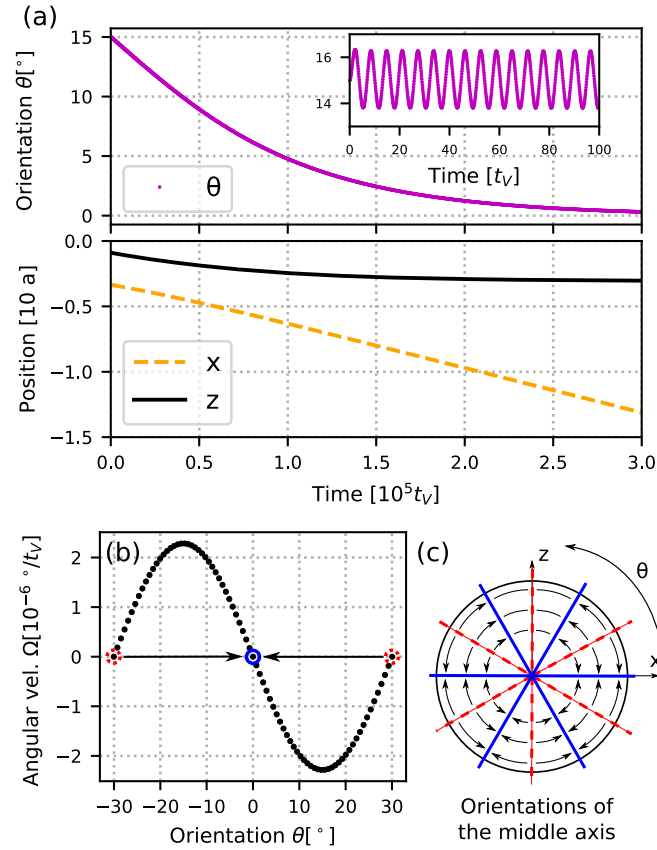 (a)
Orientation θ[°]
15
10
5
0
θ
16
14
0 20 40 60 80 100
Time [t_V]
Position [10 a]
0.0
−0.5
−1.0
−1.5
x
z
0.0 0.5 1.0 1.5 2.0 2.5 3.0
Time [10⁵t_V]
(b)
Angular vel. Ω[10⁻⁶ °/t_V]
2
1
0
−1
−2
−30 −20 −10 0 10 20 30
Orientation θ[°]
(c)
z
θ
x
Orientations of
the middle axis